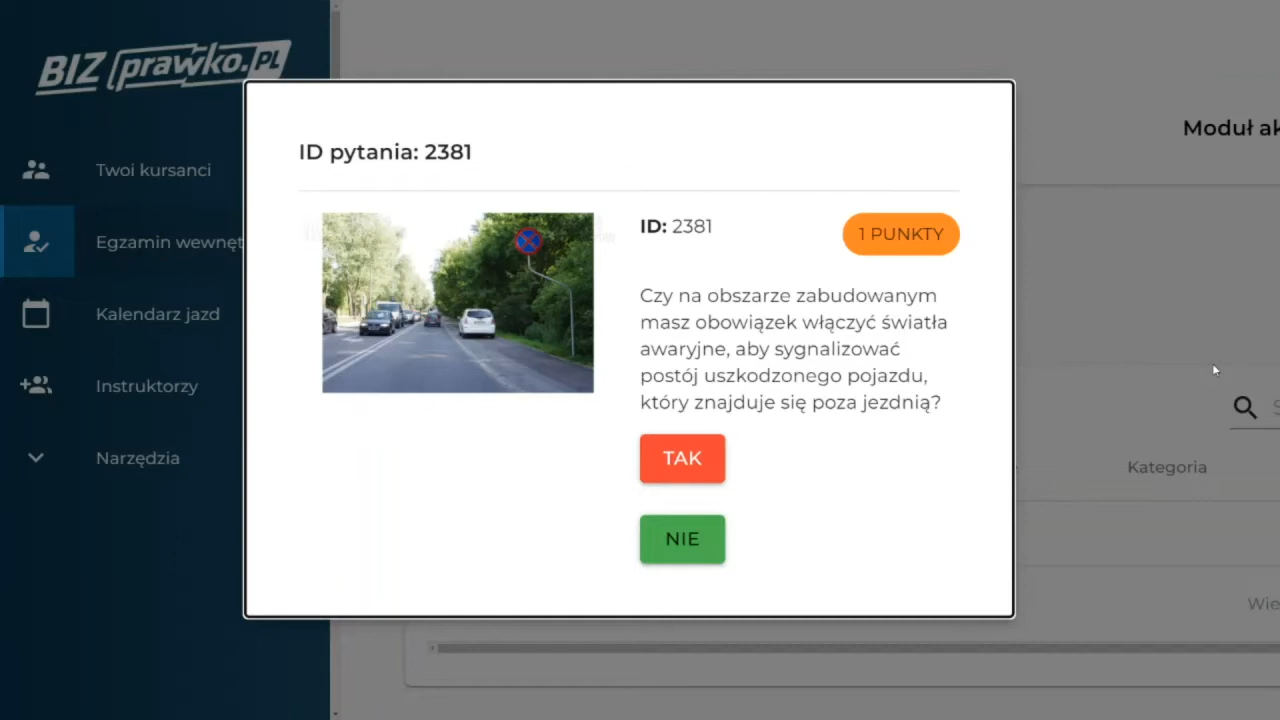 BIZ prawko.PL
Moduł ak
ID pytania: 2381
Twoi kursanci
ID: 2381
1 PUNKTY
Egzamin wewnęt
Czy na obszarze zabudowanym
masz obowiązek włączyć światła
awaryjne, aby sygnalizować
postój uszkodzonego pojazdu,
który znajduje się poza jezdnią?
Kalendarz jazd
Instruktorzy
Narzędzia
TAK
NIE
S
Kategoria
Wie